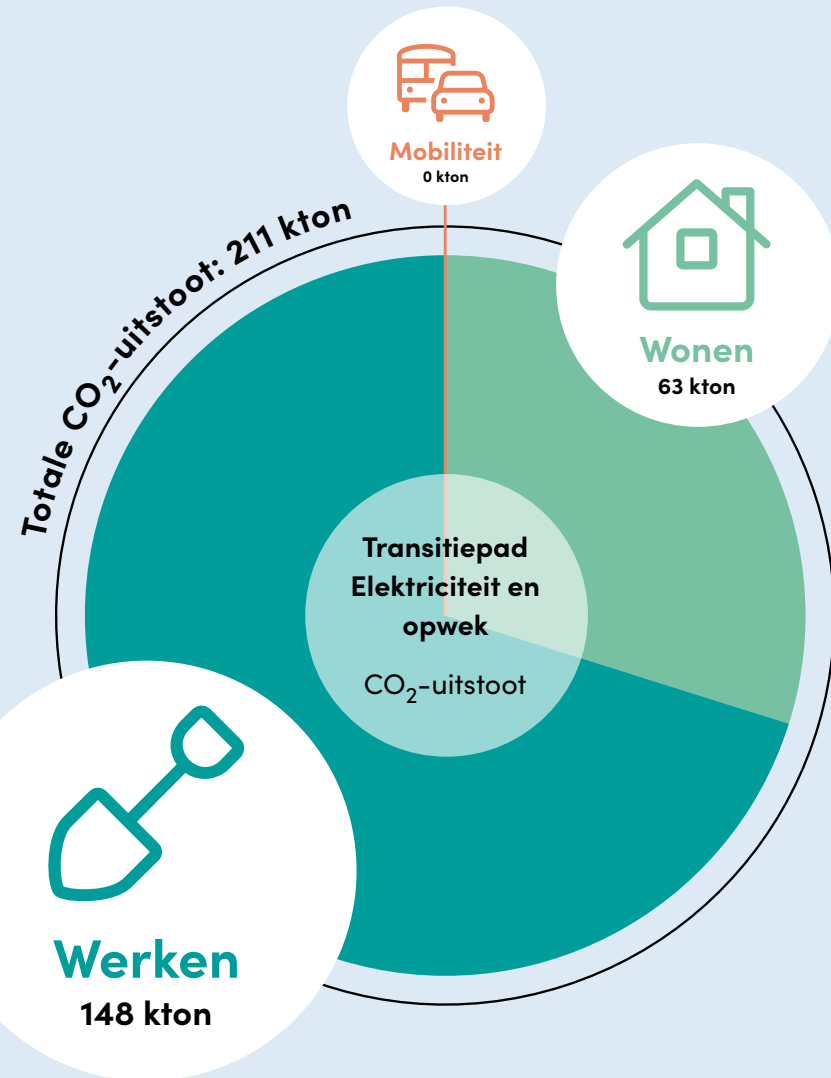 Mobiliteit
0 kton
Totale CO₂-uitstoot: 211 kton
Wonen
63 kton
Transitiepad
Elektriciteit en
opwek
CO₂-uitstoot
Werken
148 kton